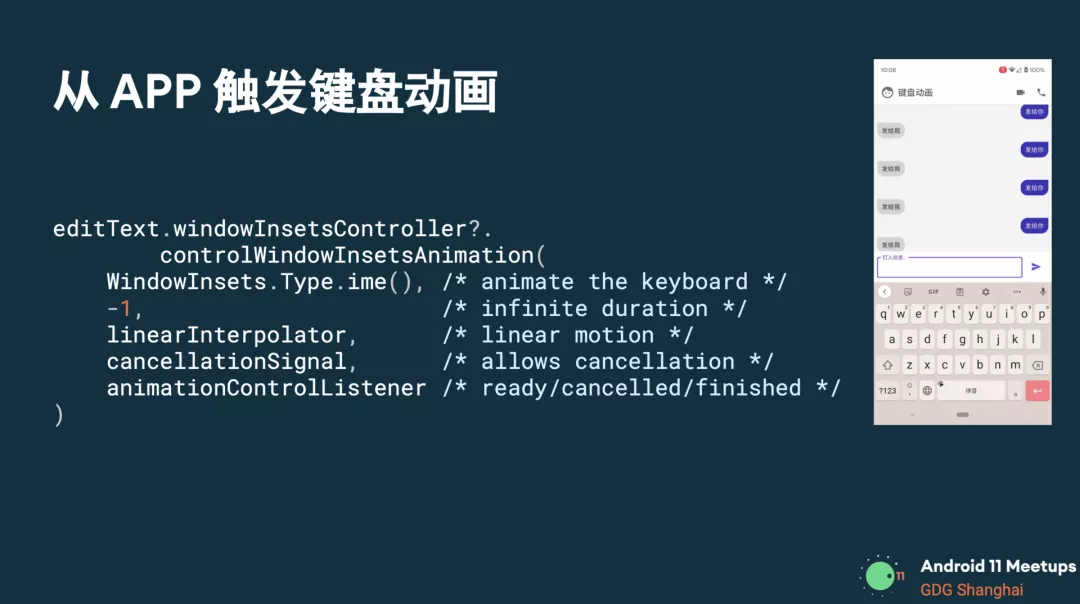 从 APP 触发键盘动画
editText.windowInsetsController?.
controlWindowInsetsAnimation(
WindowInsets.Type.ime(), /* animate the keyboard */
-1, /* infinite duration */
linearInterpolator, /* linear motion */
cancellationSignal, /* allows cancellation */
animationControlListener /* ready/cancelled/finished */
)
10:08
100%
键盘动画
发给你
发给我
发给你
发给我
发给你
发给我
发给你
发给我
打入信息...
GIF
q w e r t y u i o p
a s d f g h j k l
z x c v b n m
?123 , 拼音 。
Android 11 Meetups
11
GDG Shanghai